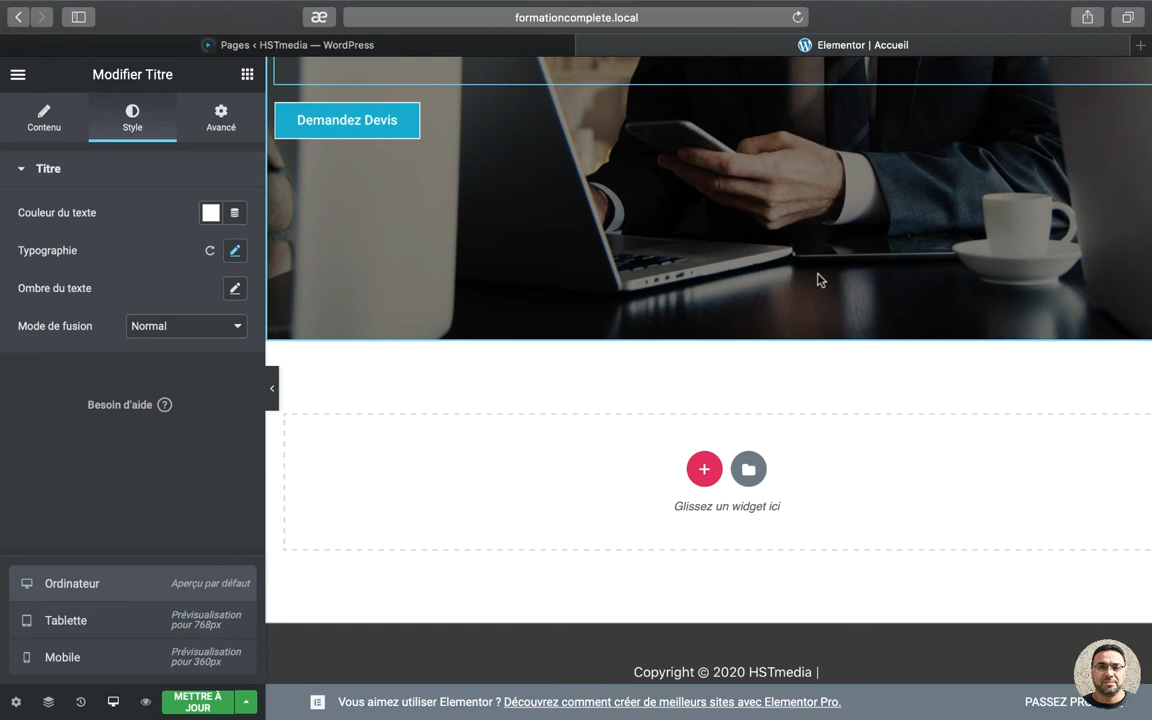 formationcomplete.local
Pages ‹ HSTmedia — WordPress
Elementor | Accueil
Modifier Titre
Contenu
Style
Avancé
Titre
Couleur du texte
Typographie
Ombre du texte
Mode de fusion
Normal
Besoin d'aide ?
Ordinateur
Aperçu par défaut
Tablette
Prévisualisation
pour 768px
Mobile
Prévisualisation
pour 360px
METTRE À
JOUR
Demandez Devis
Glissez un widget ici
Copyright © 2020 HSTmedia |
Vous aimez utiliser Elementor ? Découvrez comment créer de meilleurs sites avec Elementor Pro.
PASSEZ